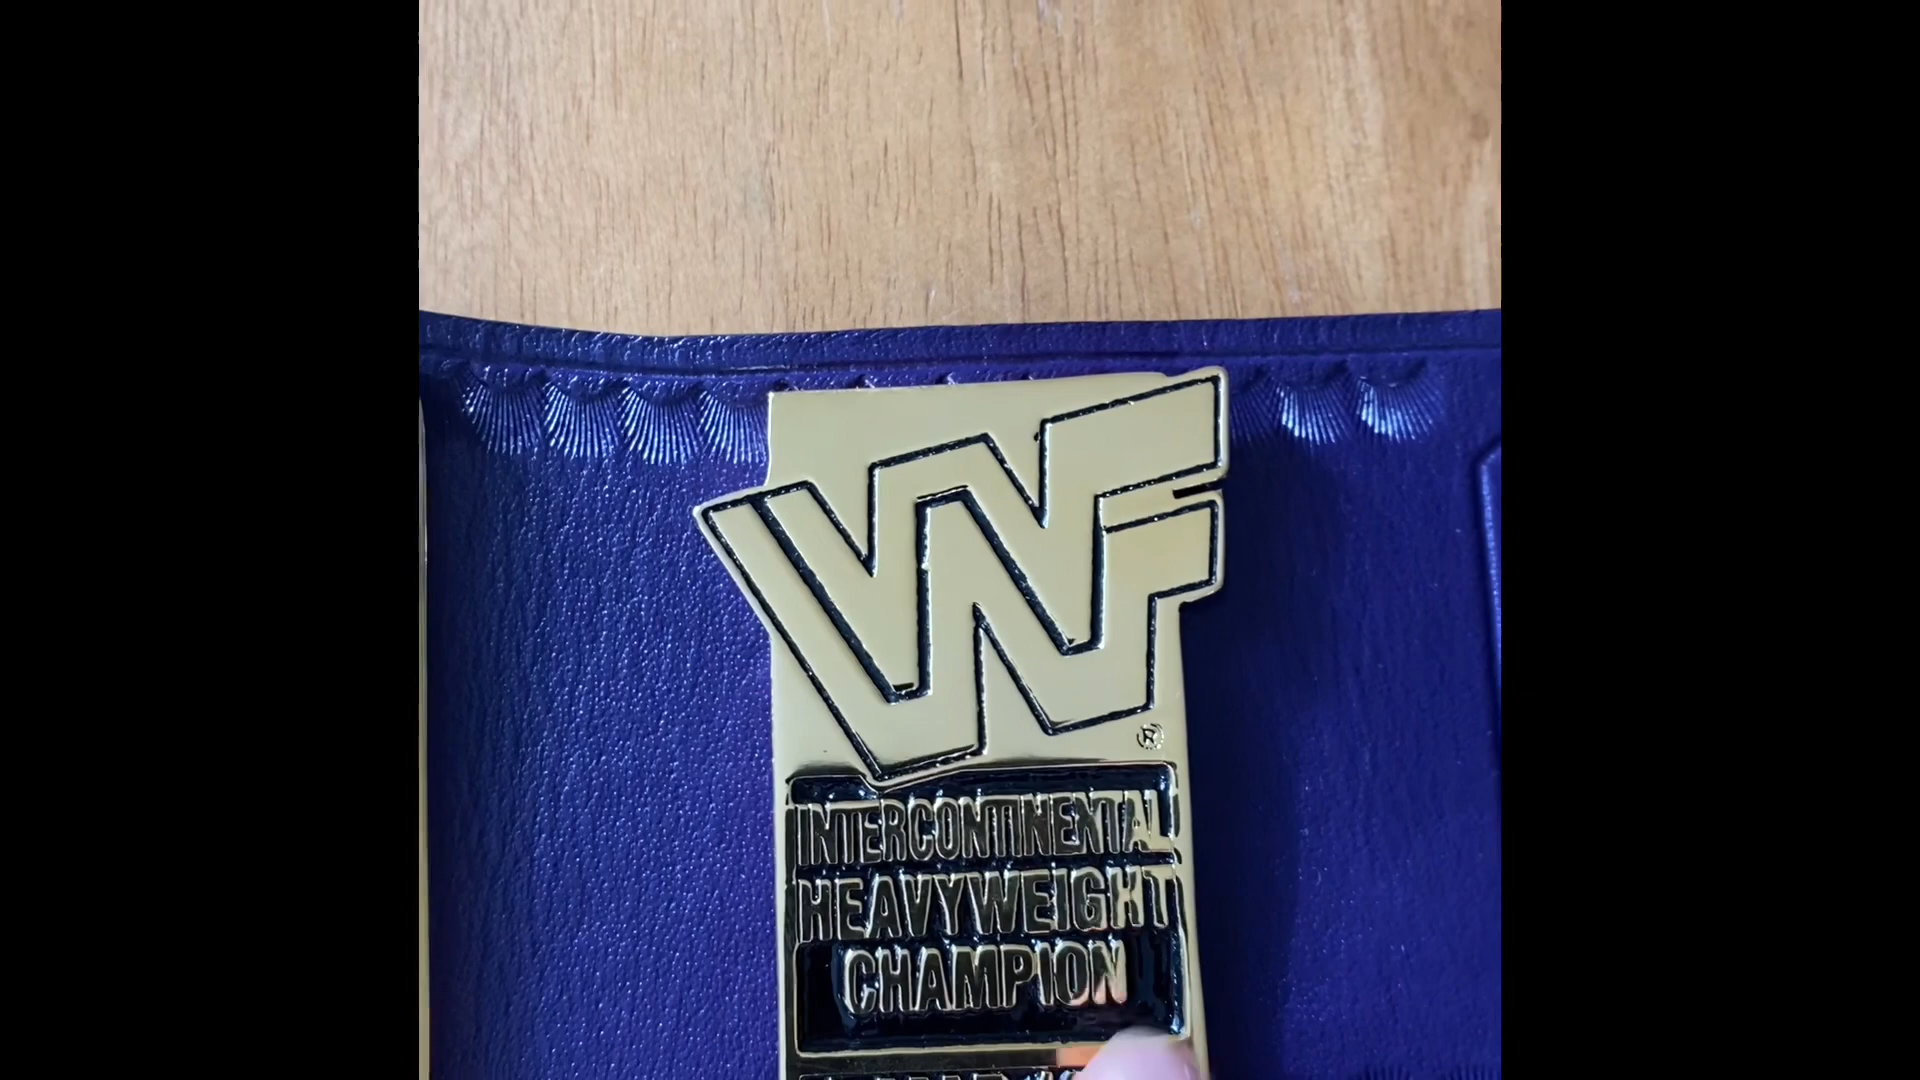 WWF
®
INTERCONTINENTAL
HEAVYWEIGHT
CHAMPION